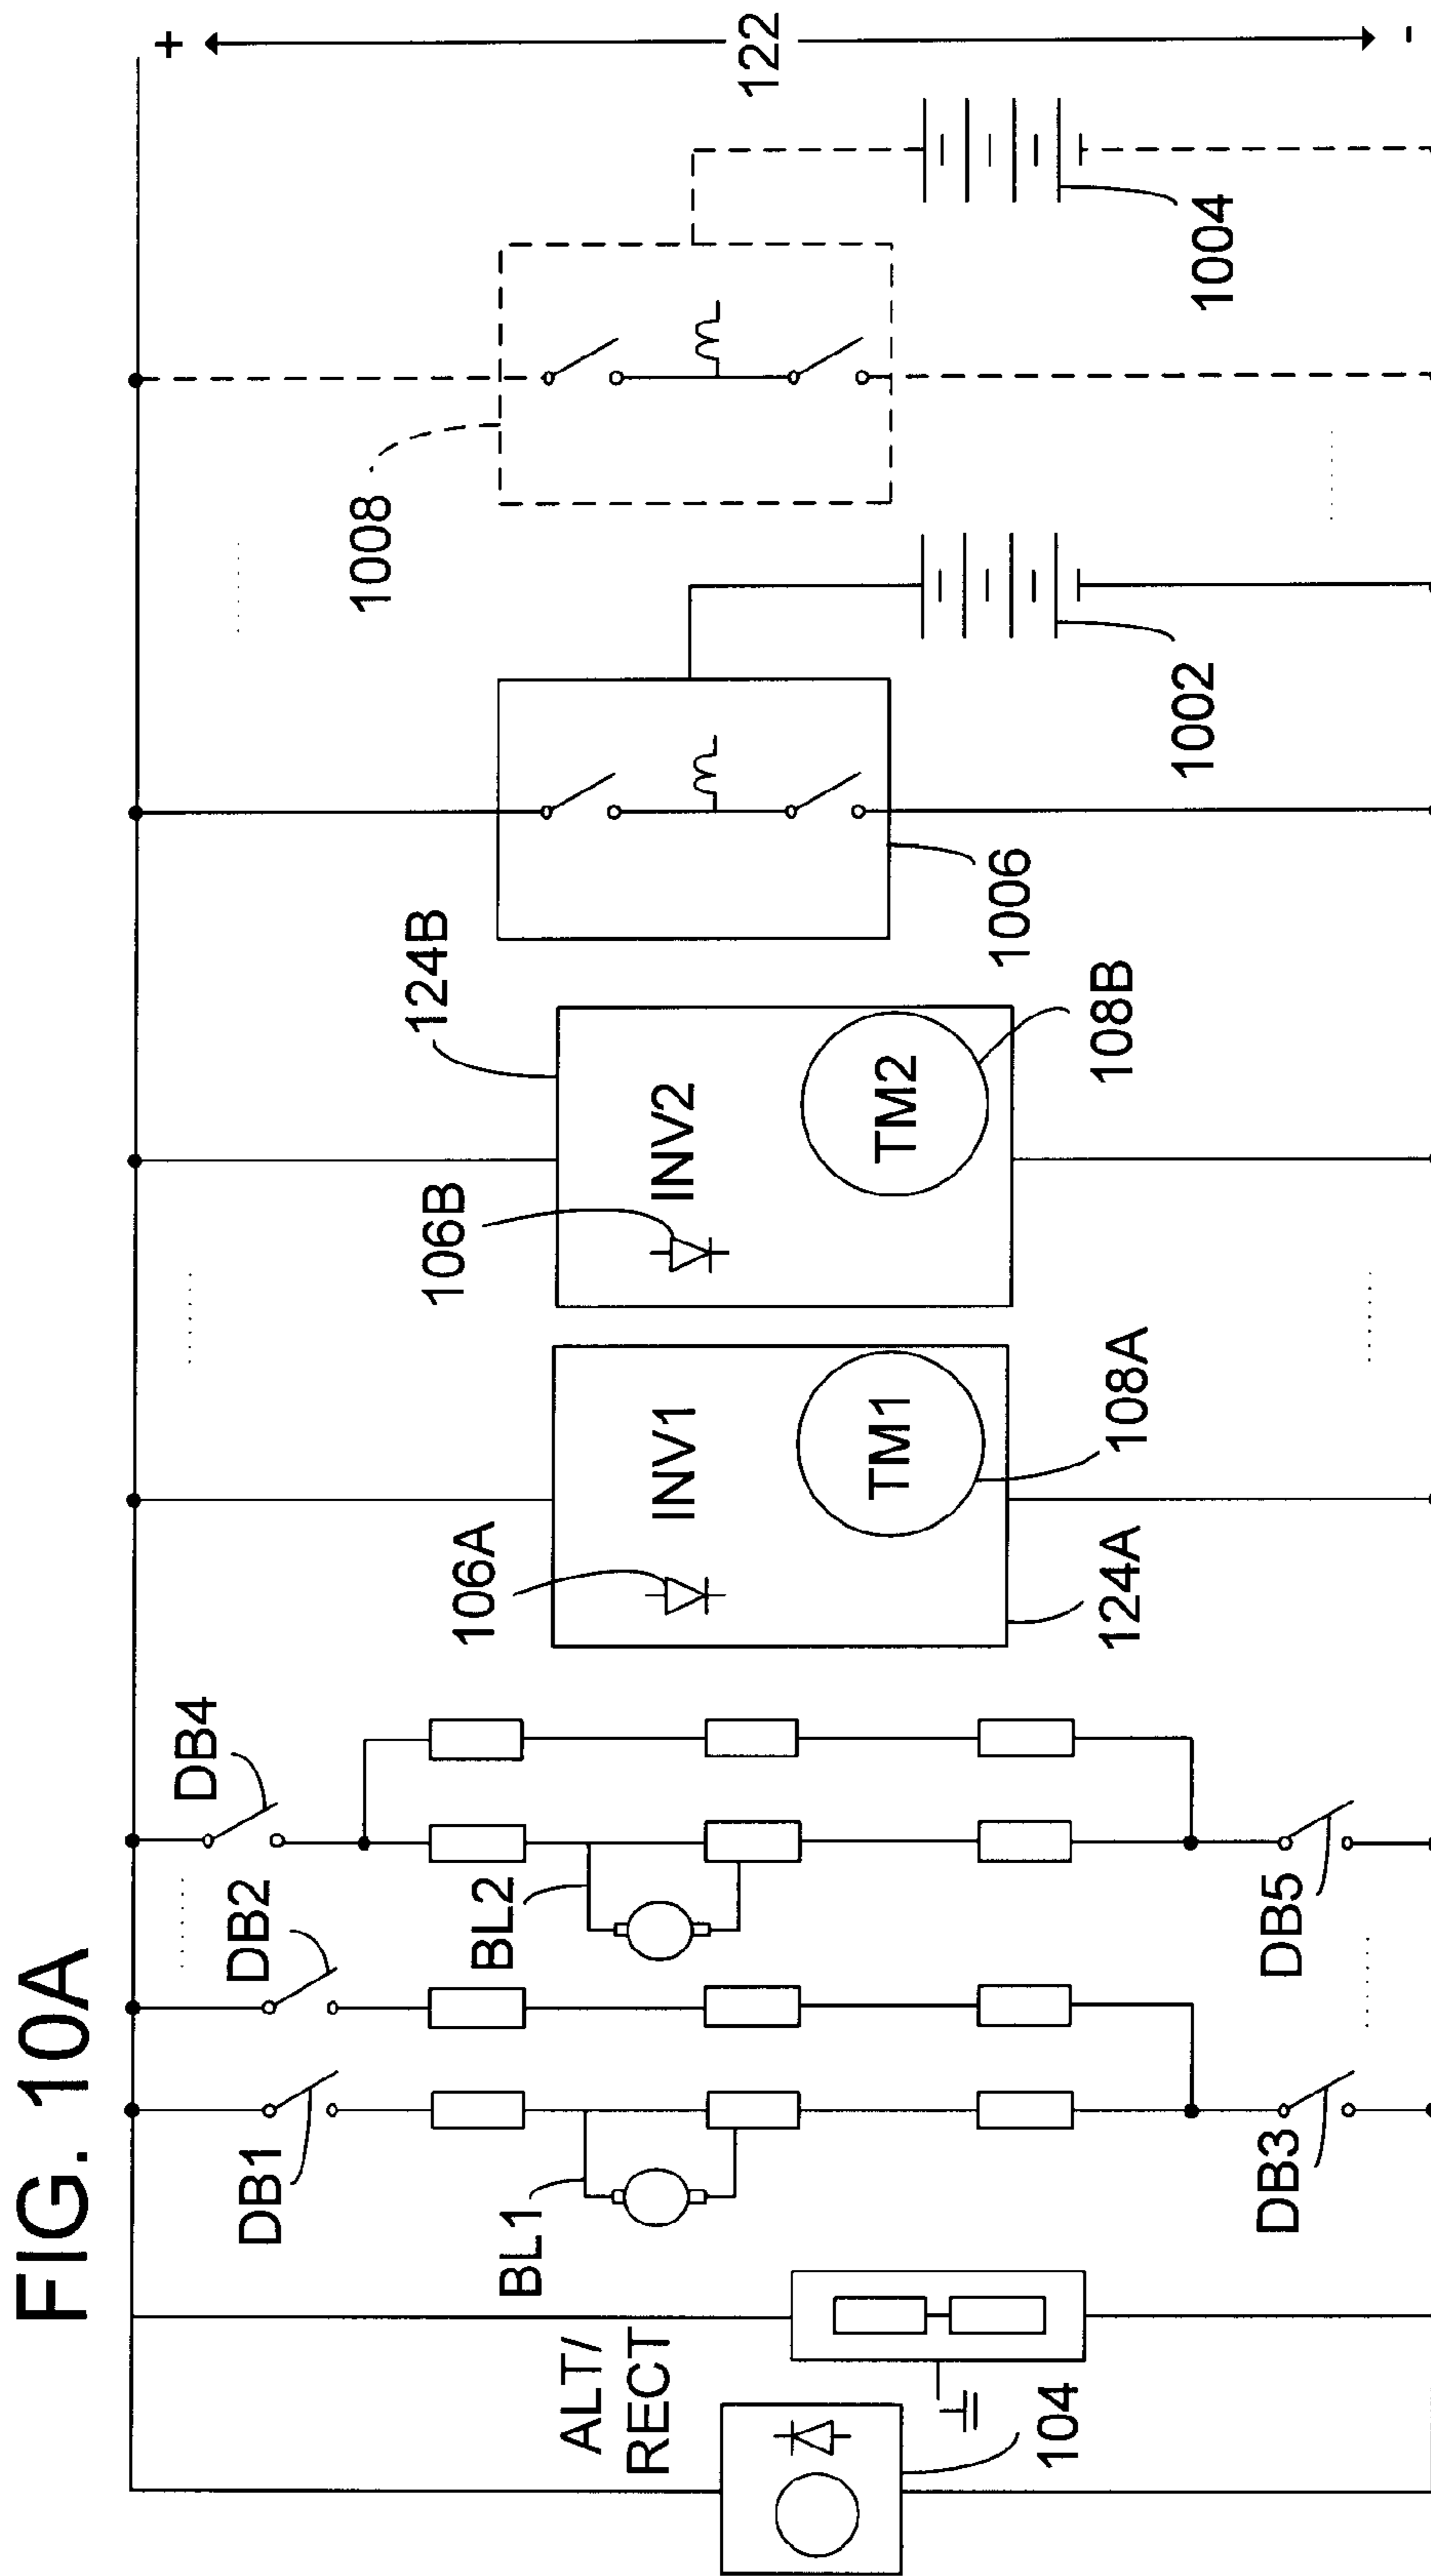 FIG. 10A
+
122
-
1008
1004
1002
1006
124B
106B
INV2
TM2
108B
106A
INV1
TM1
108A
124A
DB4
DB2
DB1
BL2
BL1
DB5
DB3
ALT/
RECT
104